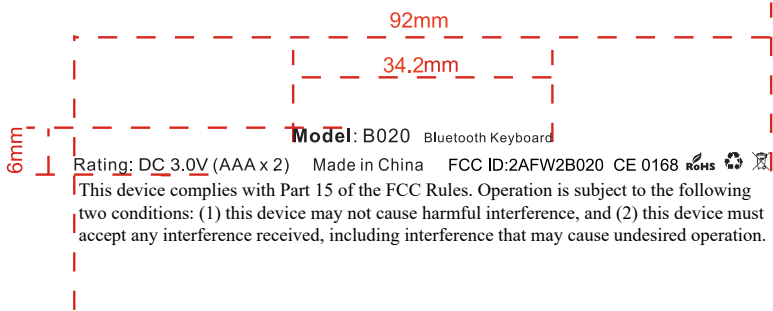 92mm
34.2mm
6mm
Model: B020 Bluetooth Keyboard
Rating: DC 3.0V (AAA x 2) Made in China FCC ID:2AFW2B020 CE 0168 RoHS
This device complies with Part 15 of the FCC Rules. Operation is subject to the following
two conditions: (1) this device may not cause harmful interference, and (2) this device must
accept any interference received, including interference that may cause undesired operation.